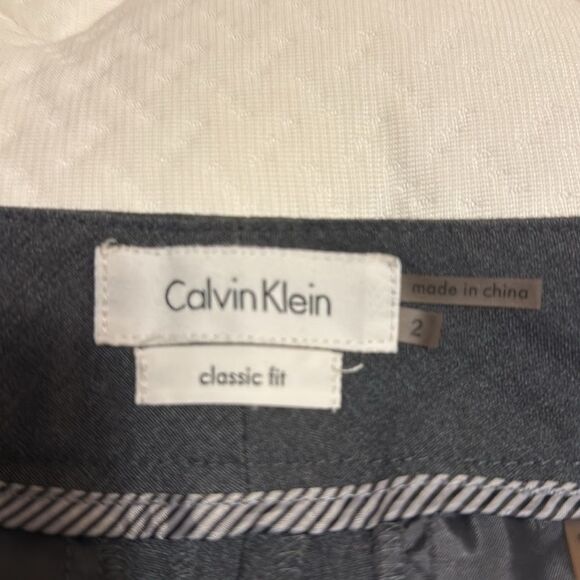 Calvin Klein
made in china
2
classic fit